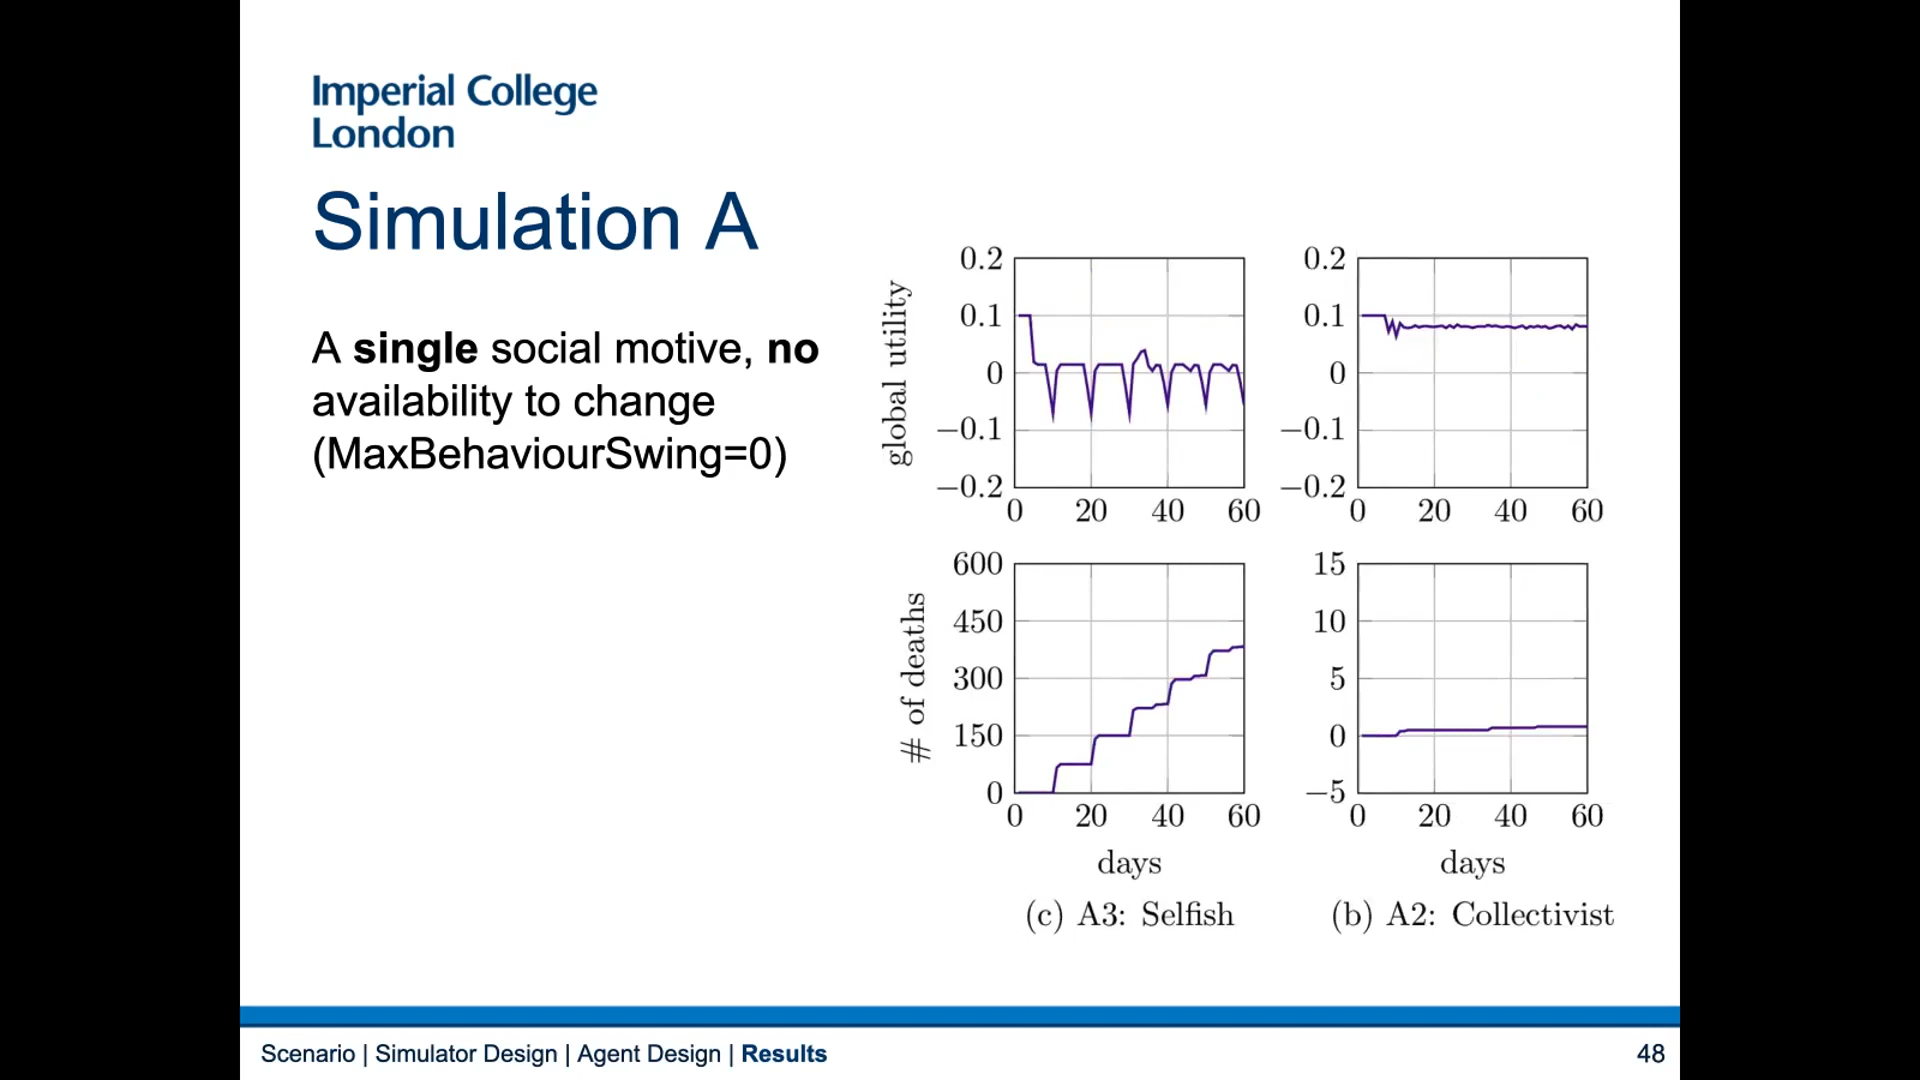 Imperial College
London
Simulation A
A single social motive, no
availability to change
(MaxBehaviourSwing=0)
global utility
0.2
0.1
0
−0.1
−0.2
0 20 40 60
0.2
0.1
0
−0.1
−0.2
0 20 40 60
# of deaths
600
450
300
150
0
0 20 40 60
days
(c) A3: Selfish
15
10
5
0
−5
0 20 40 60
days
(b) A2: Collectivist
Scenario | Simulator Design | Agent Design | Results
48